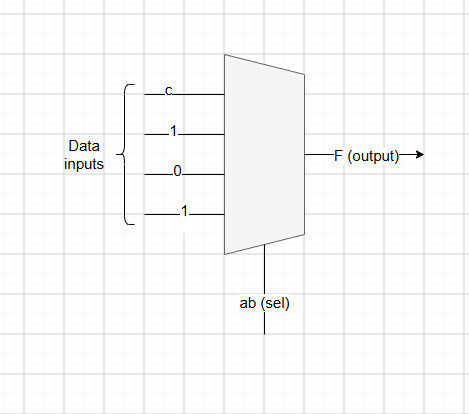 c
1
Data
inputs
0
1
F (output)
ab (sel)